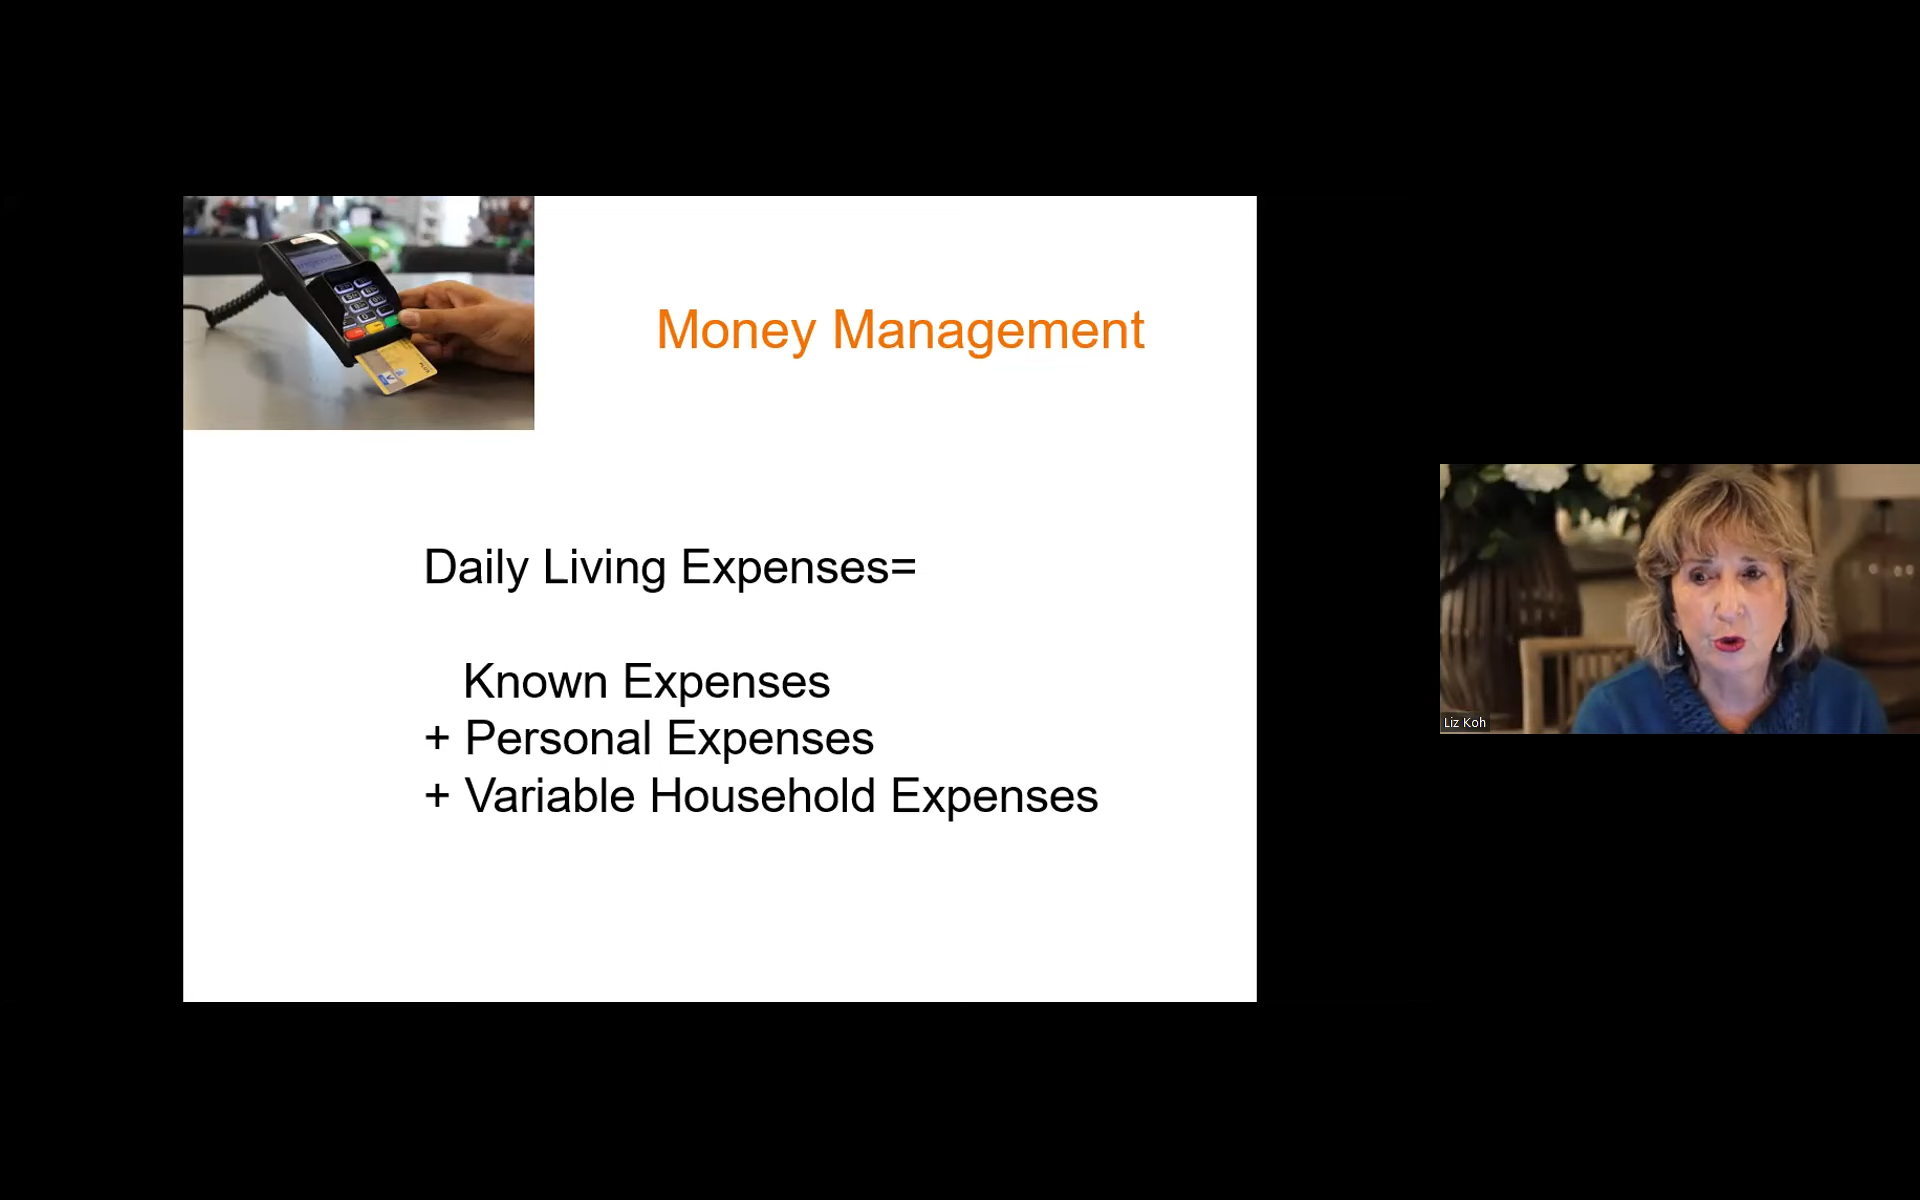 Money Management
Daily Living Expenses=
Known Expenses
+ Personal Expenses
+ Variable Household Expenses
Liz Koh